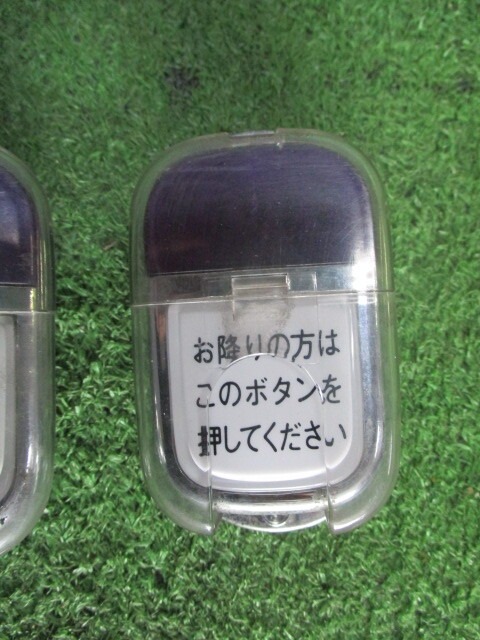 お降りの方は
このボタンを
押してください